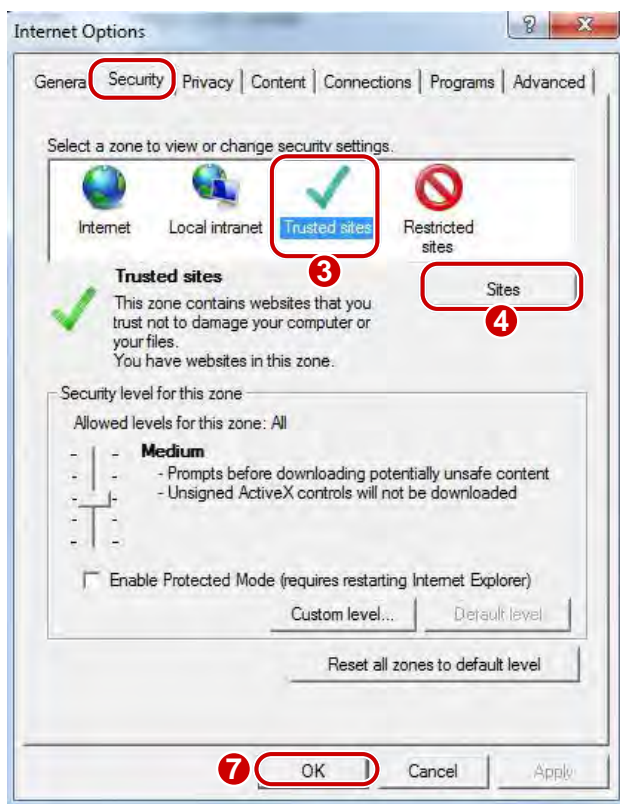 Internet Options
General Security Privacy Content Connections Programs Advanced
Select a zone to view or change security settings.
Internet Local intranet Trusted sites Restricted sites
3
Trusted sites
Sites
4
This zone contains websites that you
trust not to damage your computer or
your files.
You have websites in this zone.
Security level for this zone
Allowed levels for this zone: All
Medium
- Prompts before downloading potentially unsafe content
- Unsigned ActiveX controls will not be downloaded
Enable Protected Mode (requires restarting Internet Explorer)
Custom level... Default level
Reset all zones to default level
7 OK Cancel Apply